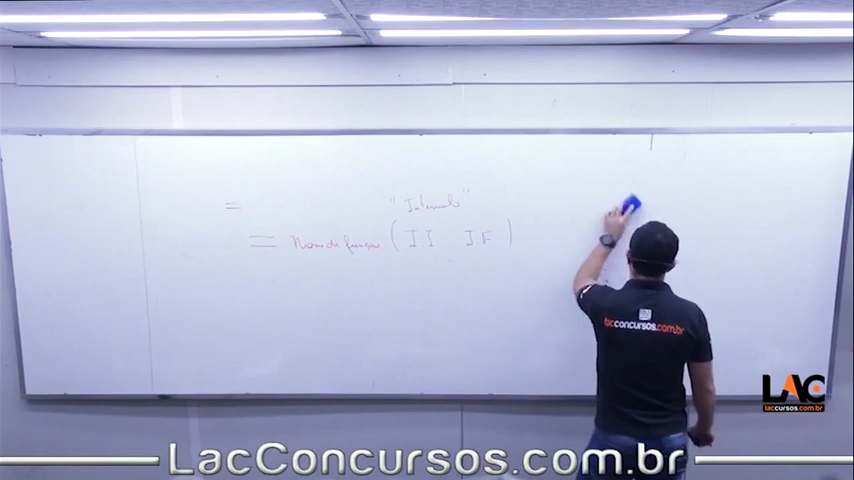 = "Intervalo"
= Nome da função ( I.I I F )
laccONCURSOS.com.br
LAC
laccursos.com.br
LacConcursos.com.br